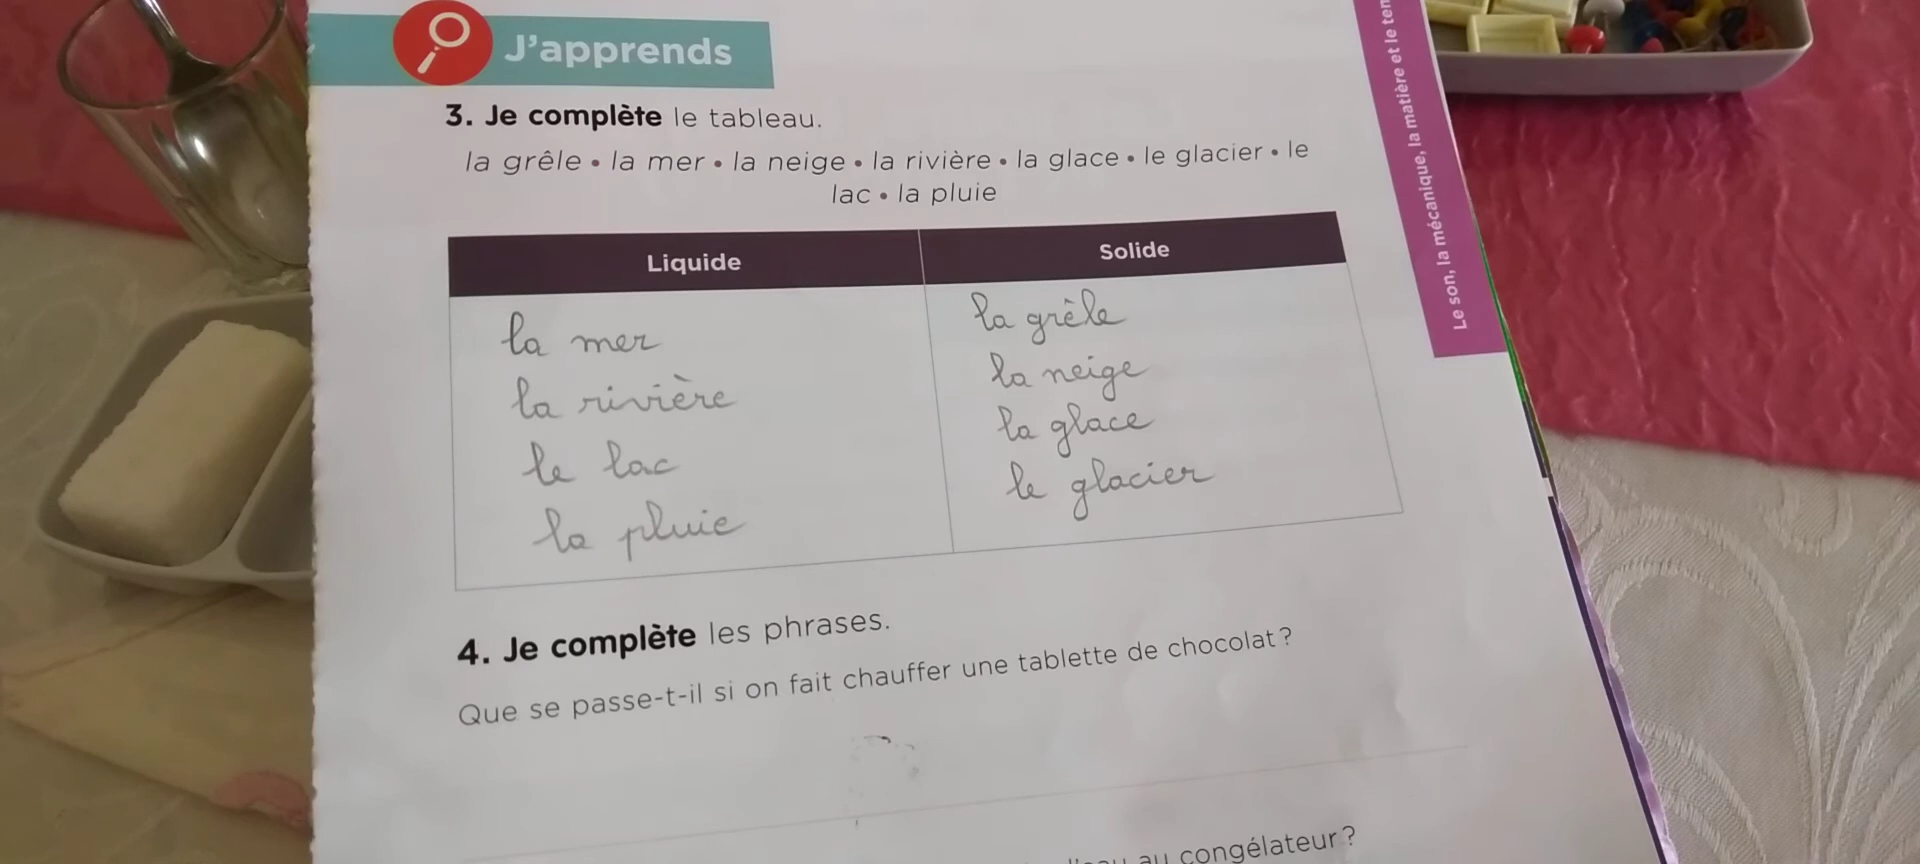 J'apprends
3. Je complète le tableau.
la grêle • la mer • la neige • la rivière • la glace • le glacier • le
lac • la pluie
Liquide
Solide
la mer
la rivière
le lac
la pluie
la grèle
la neige
la glace
le glacier
4. Je complète les phrases.
Que se passe-t-il si on fait chauffer une tablette de chocolat ?
au congélateur ?
Le son, la mécanique, la matière et le